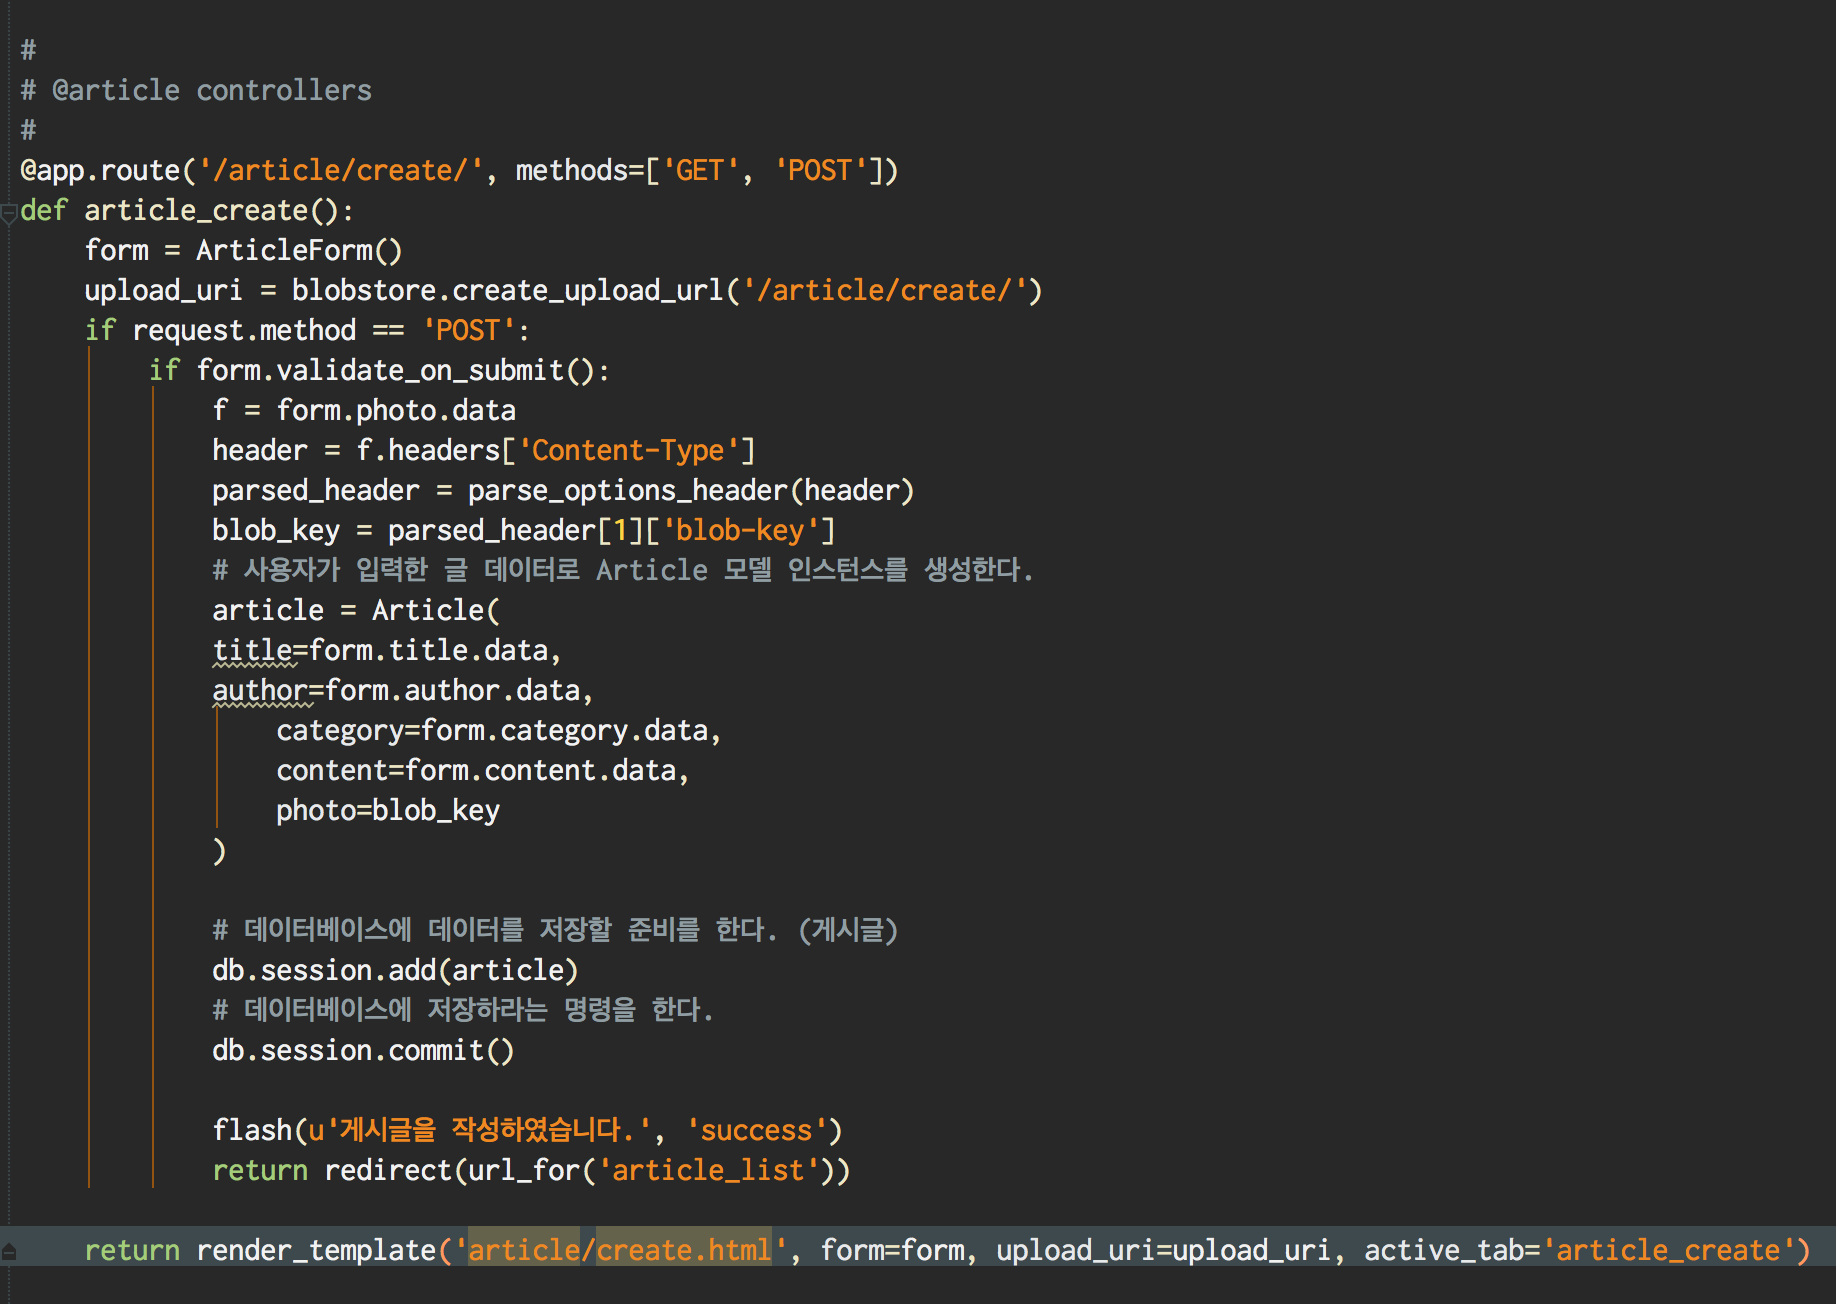 #
# @article controllers
#
@app.route('/article/create/', methods=['GET', 'POST'])
def article_create():
    form = ArticleForm()
    upload_uri = blobstore.create_upload_url('/article/create/')
    if request.method == 'POST':
        if form.validate_on_submit():
            f = form.photo.data
            header = f.headers['Content-Type']
            parsed_header = parse_options_header(header)
            blob_key = parsed_header[1]['blob-key']
            # 사용자가 입력한 글 데이터로 Article 모델 인스턴스를 생성한다.
            article = Article(
            title=form.title.data,
            author=form.author.data,
                category=form.category.data,
                content=form.content.data,
                photo=blob_key
            )
            # 데이터베이스에 데이터를 저장할 준비를 한다. (게시글)
            db.session.add(article)
            # 데이터베이스에 저장하라는 명령을 한다.
            db.session.commit()
            flash(u'게시글을 작성하였습니다.', 'success')
            return redirect(url_for('article_list'))
    return render_template('article/create.html', form=form, upload_uri=upload_uri, active_tab='article_create')